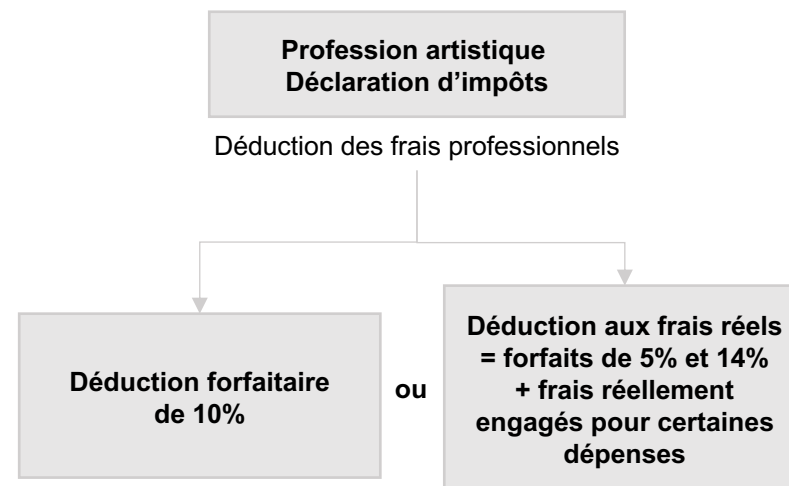 Profession artistique
Déclaration d’impôts
Déduction des frais professionnels
Déduction forfaitaire
de 10%
ou
Déduction aux frais réels
= forfaits de 5% et 14%
+ frais réellement
engagés pour certaines
dépenses